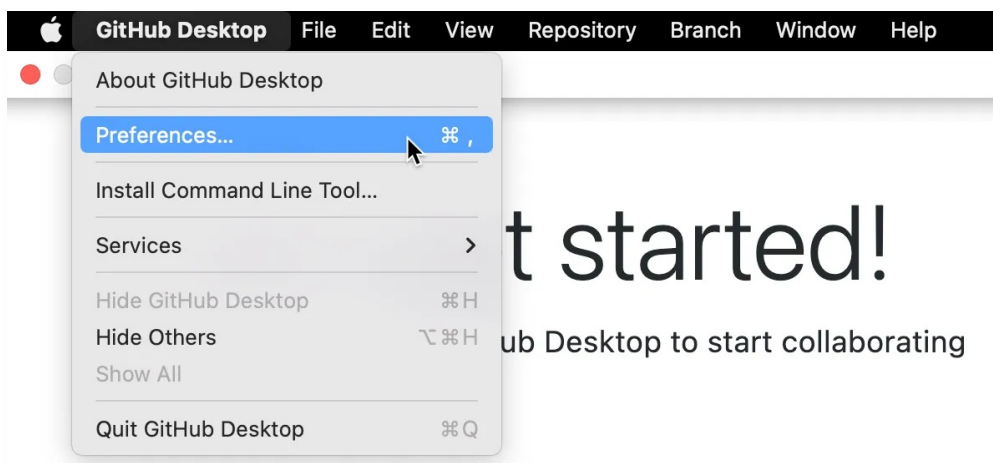 GitHub Desktop File Edit View Repository Branch Window Help
About GitHub Desktop
Preferences... ⌘ ,
Install Command Line Tool...
Services
t started!
Hide GitHub Desktop ⌘H
Hide Others ⌥⌘H
ub Desktop to start collaborating
Show All
Quit GitHub Desktop ⌘Q